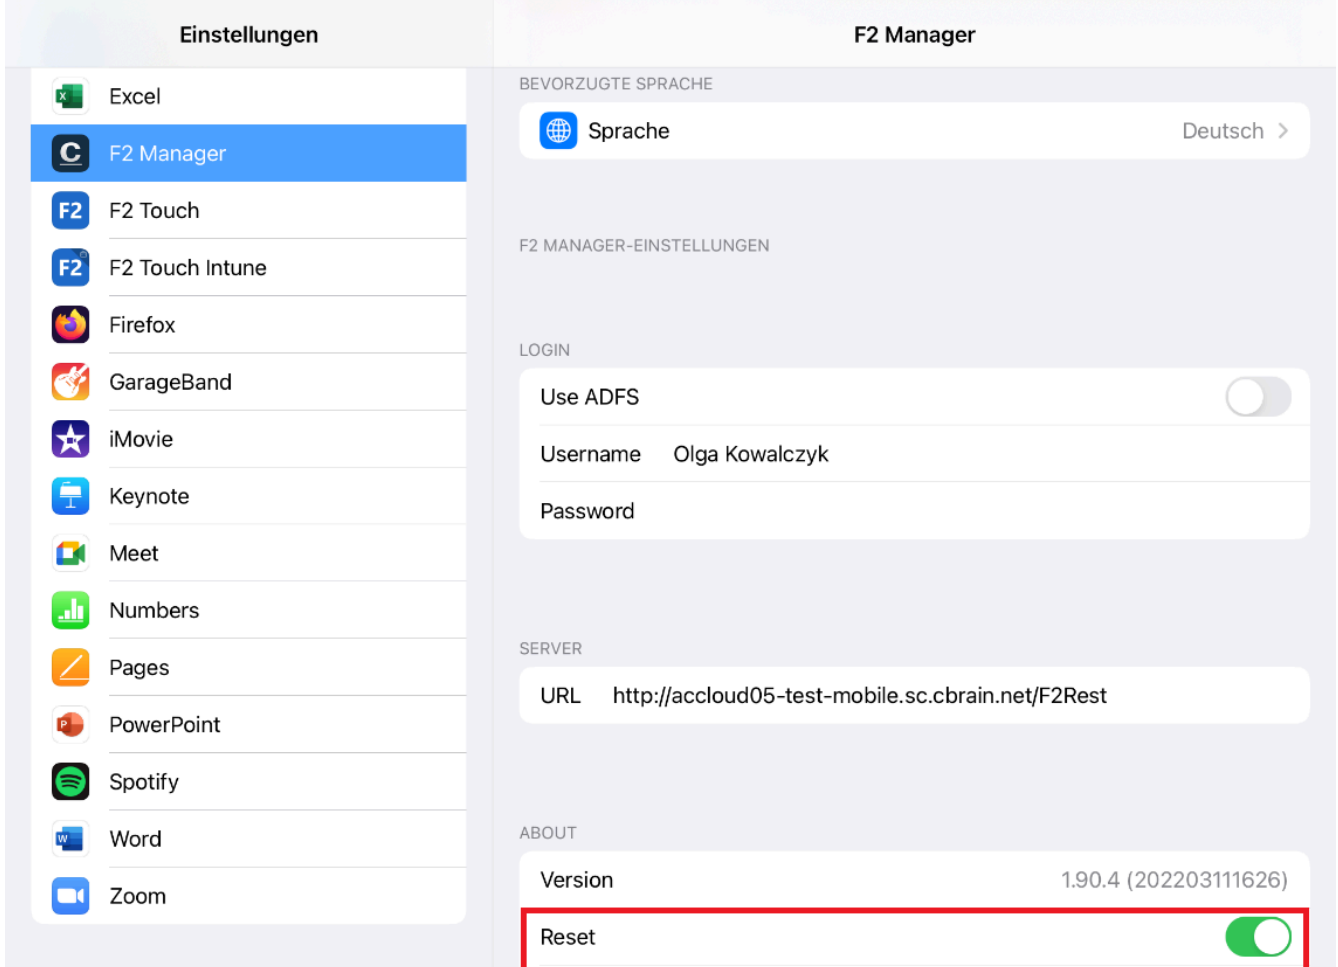 Einstellungen
Excel
F2 Manager
F2 Touch
F2 Touch Intune
Firefox
GarageBand
iMovie
Keynote
Meet
Numbers
Pages
PowerPoint
Spotify
Word
Zoom
F2 Manager
BEVORZUGTE SPRACHE
Sprache Deutsch
F2 MANAGER-EINSTELLUNGEN
LOGIN
Use ADFS
Username Olga Kowalczyk
Password
SERVER
URL http://accloud05-test-mobile.sc.cbrain.net/F2Rest
ABOUT
Version 1.90.4 (202203111626)
Reset